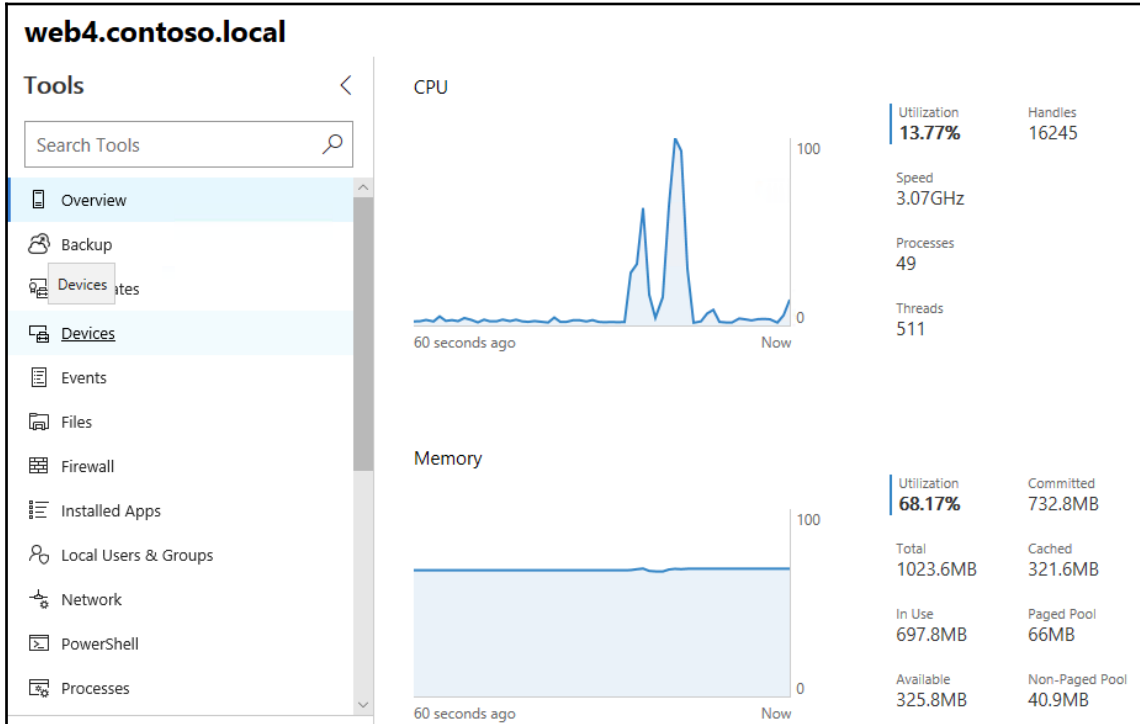 web4.contoso.local
Tools
Search Tools
Overview
Backup
Devices
ates
Devices
Events
Files
Firewall
Installed Apps
Local Users & Groups
Network
PowerShell
Processes
CPU
100
0
60 seconds ago Now
Utilization Handles
13.77% 16245
Speed
3.07GHz
Processes
49
Threads
511
Memory
100
0
60 seconds ago Now
Utilization Committed
68.17% 732.8MB
Total Cached
1023.6MB 321.6MB
In Use Paged Pool
697.8MB 66MB
Available Non-Paged Pool
325.8MB 40.9MB